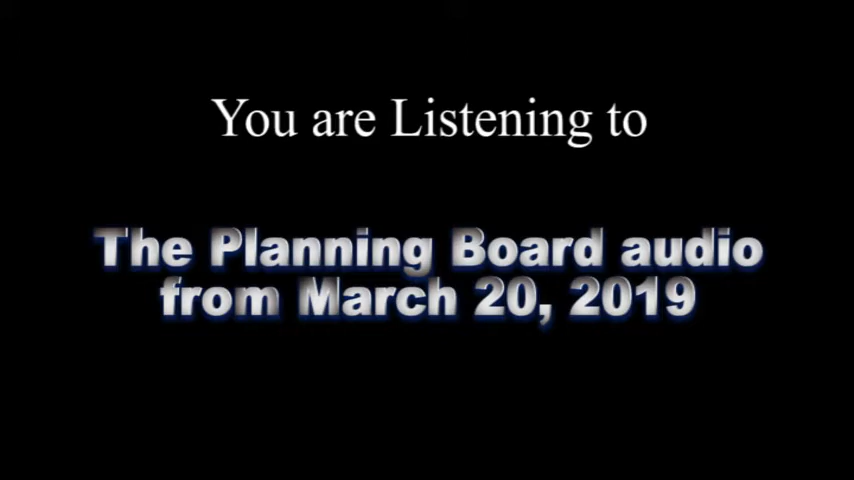 You are Listening to
The Planning Board audio
from March 20, 2019